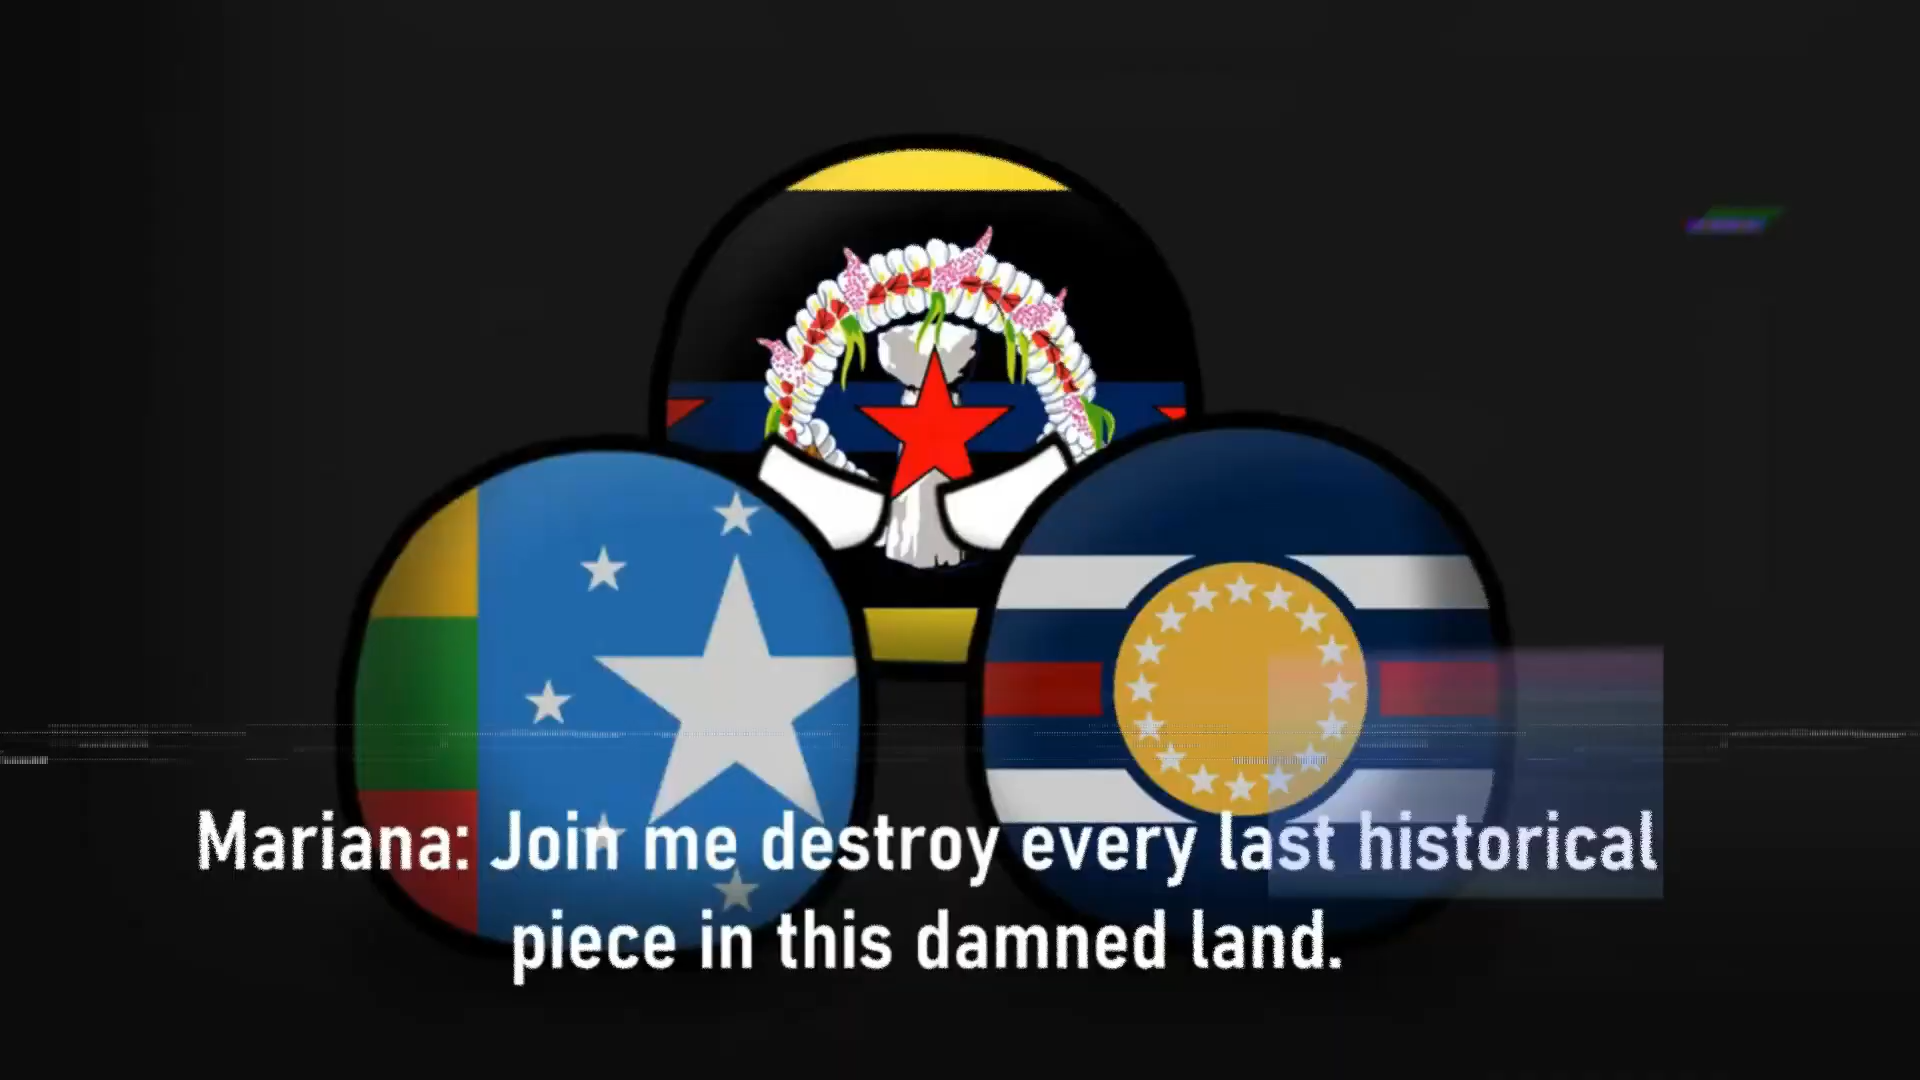 Mariana: Join me destroy every last historical
piece in this damned land.